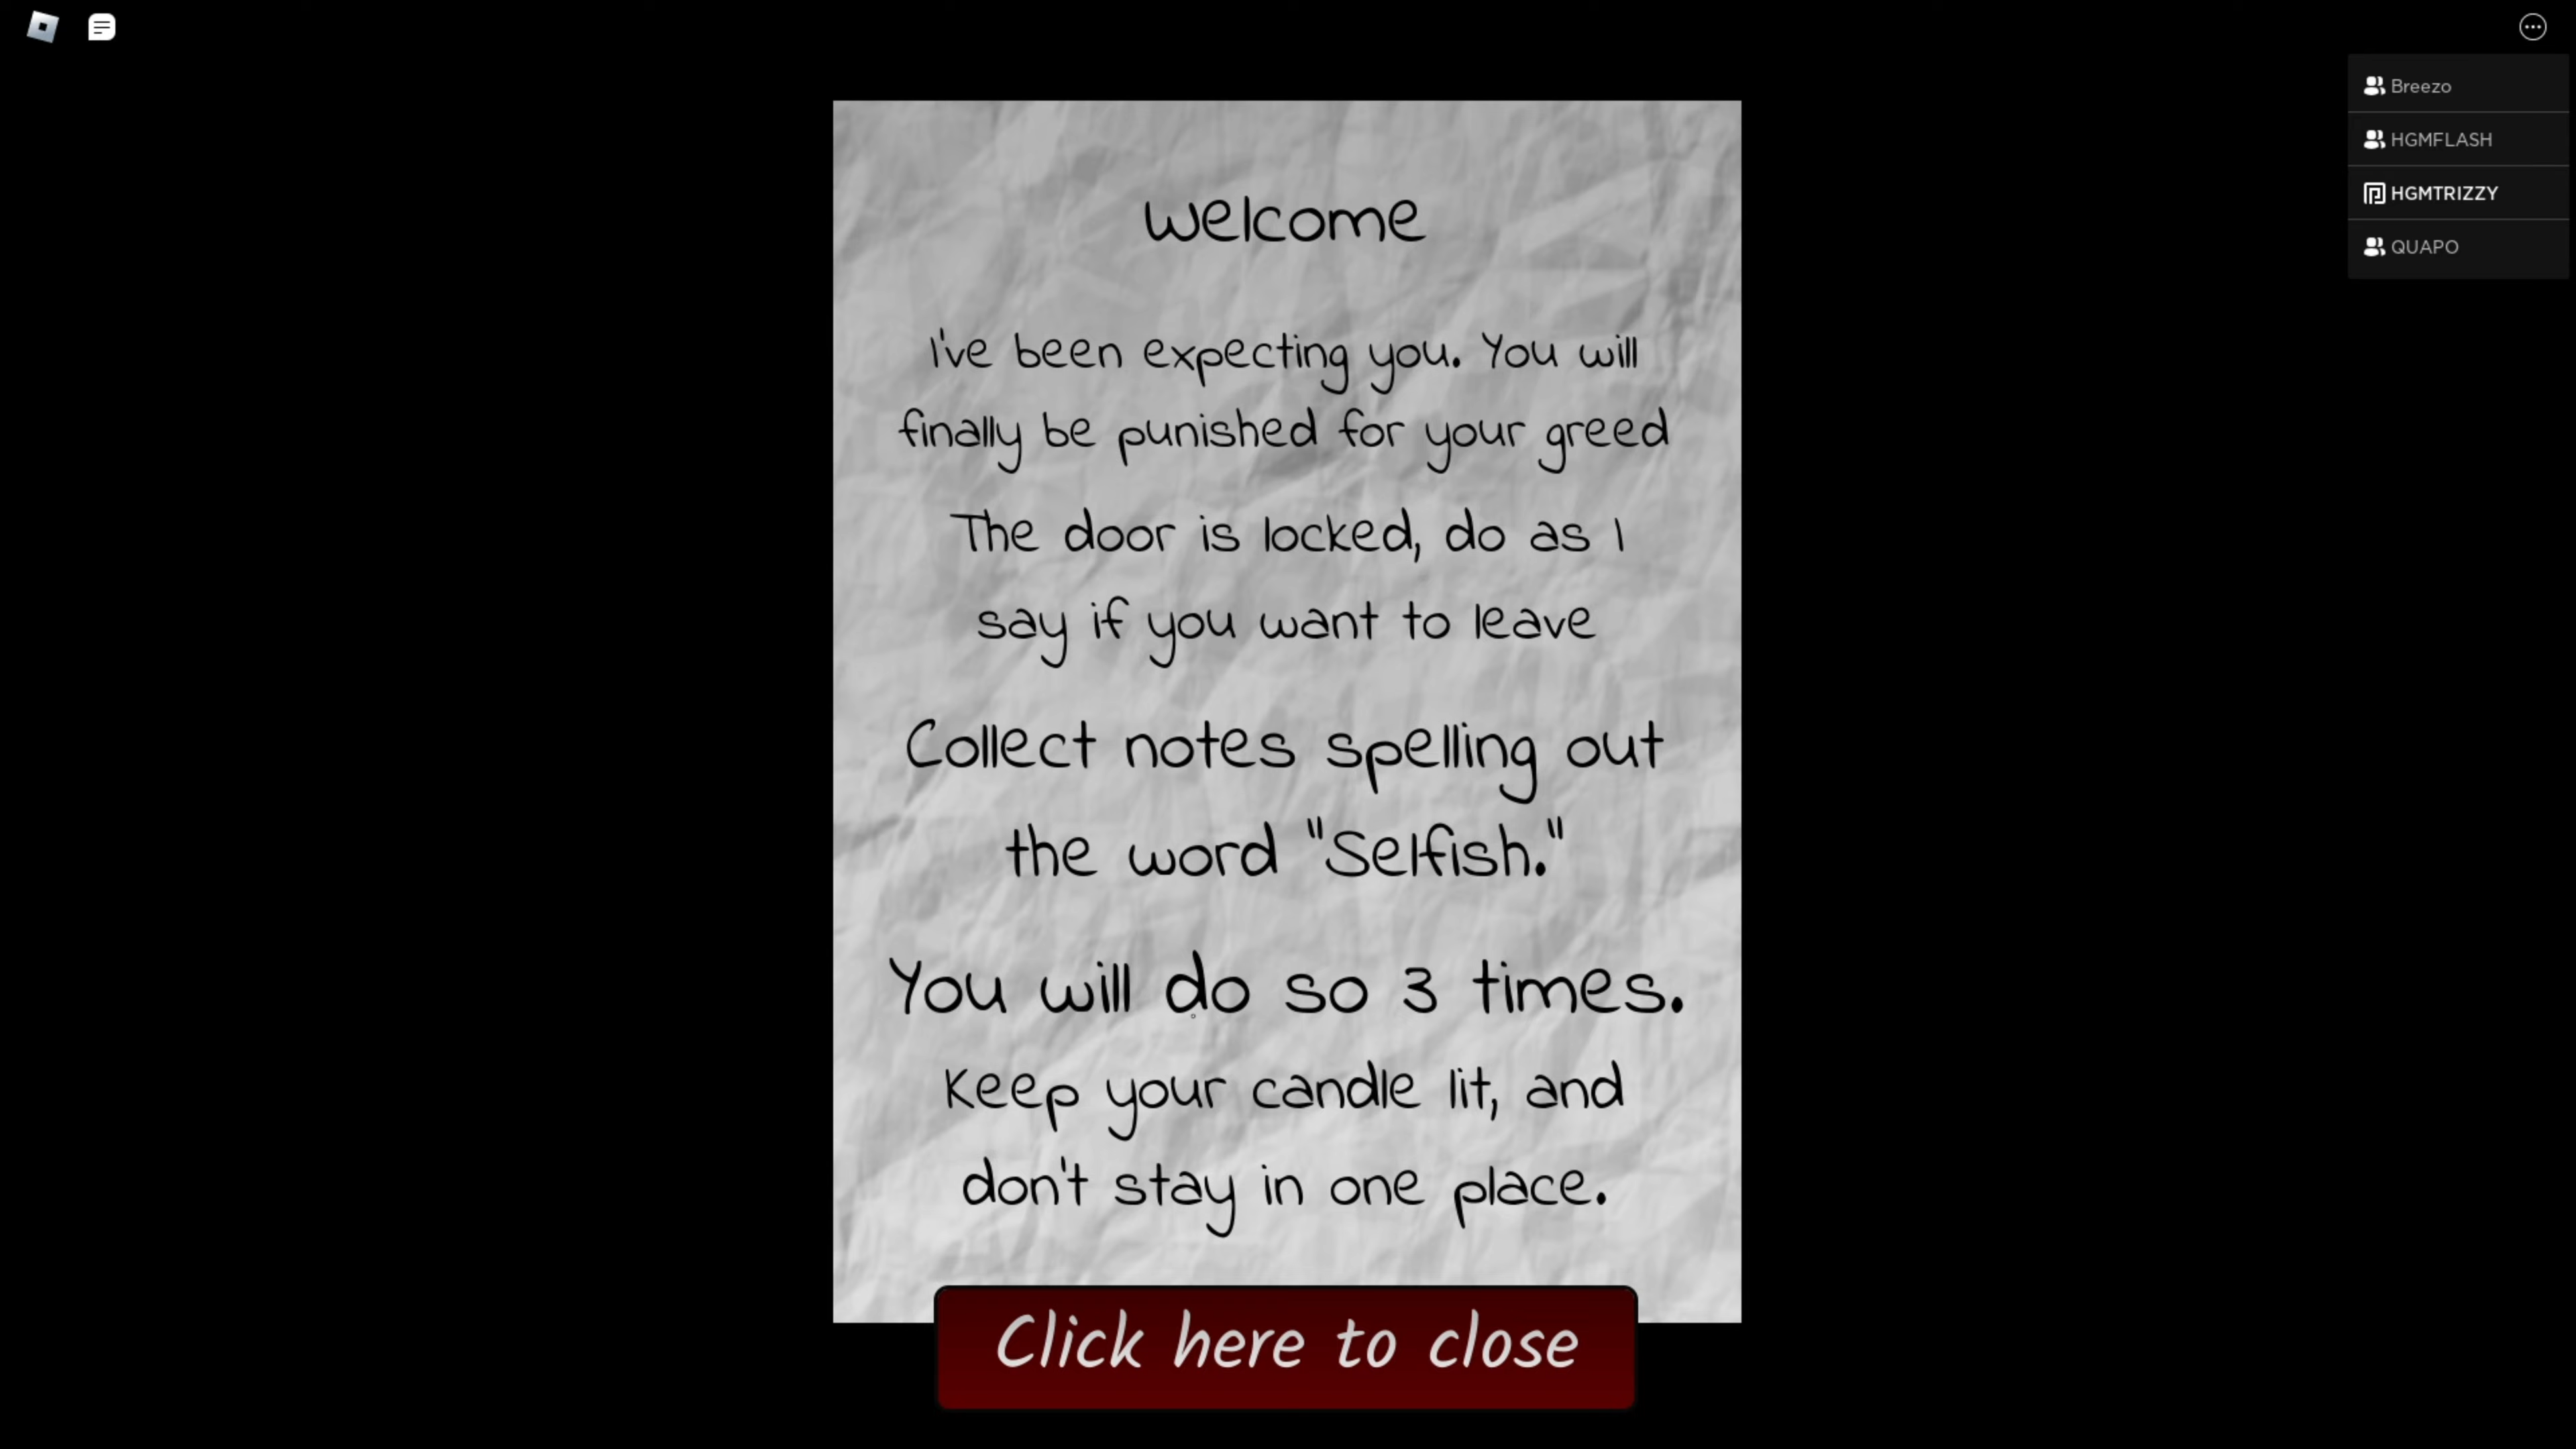 Breezo
HGMFLASH
HGMTRIZZY
QUAPO
Welcome
I've been expecting you. You will
finally be punished for your greed
The door is locked, do as I
say if you want to leave
Collect notes spelling out
the word "Selfish."
You will do so 3 times.
Keep your candle lit, and
don't stay in one place.
Click here to close